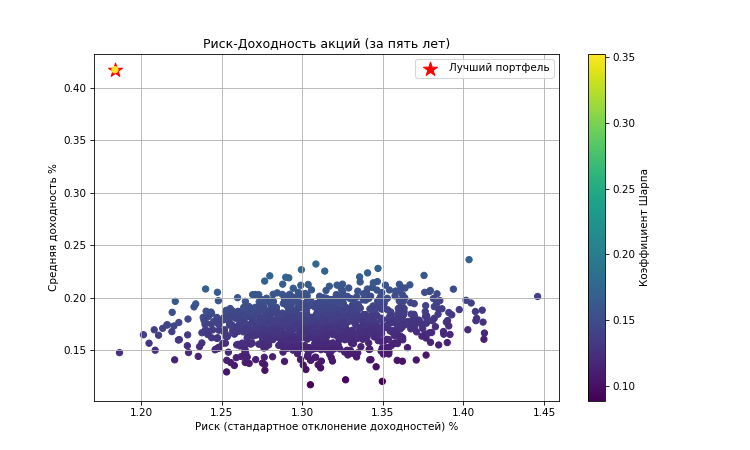 Риск-Доходность акций (за пять лет)
Лучший портфель
0.40
0.35
0.30
0.25
0.20
0.15
Средняя доходность %
1.20 1.25 1.30 1.35 1.40 1.45
Риск (стандартное отклонение доходностей) %
0.35
0.30
0.25
0.20
0.15
0.10
Коэффициент Шарпа